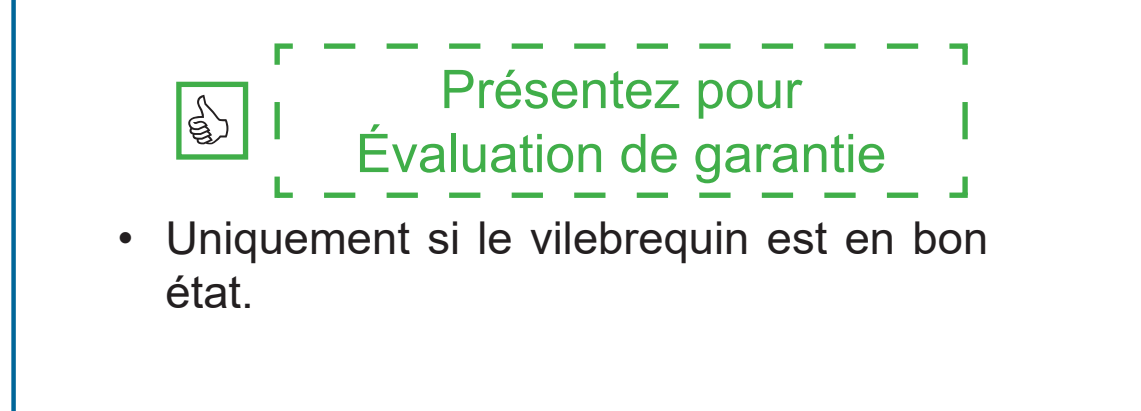 Présentez pour
Évaluation de garantie
• Uniquement si le vilebrequin est en bon
état.